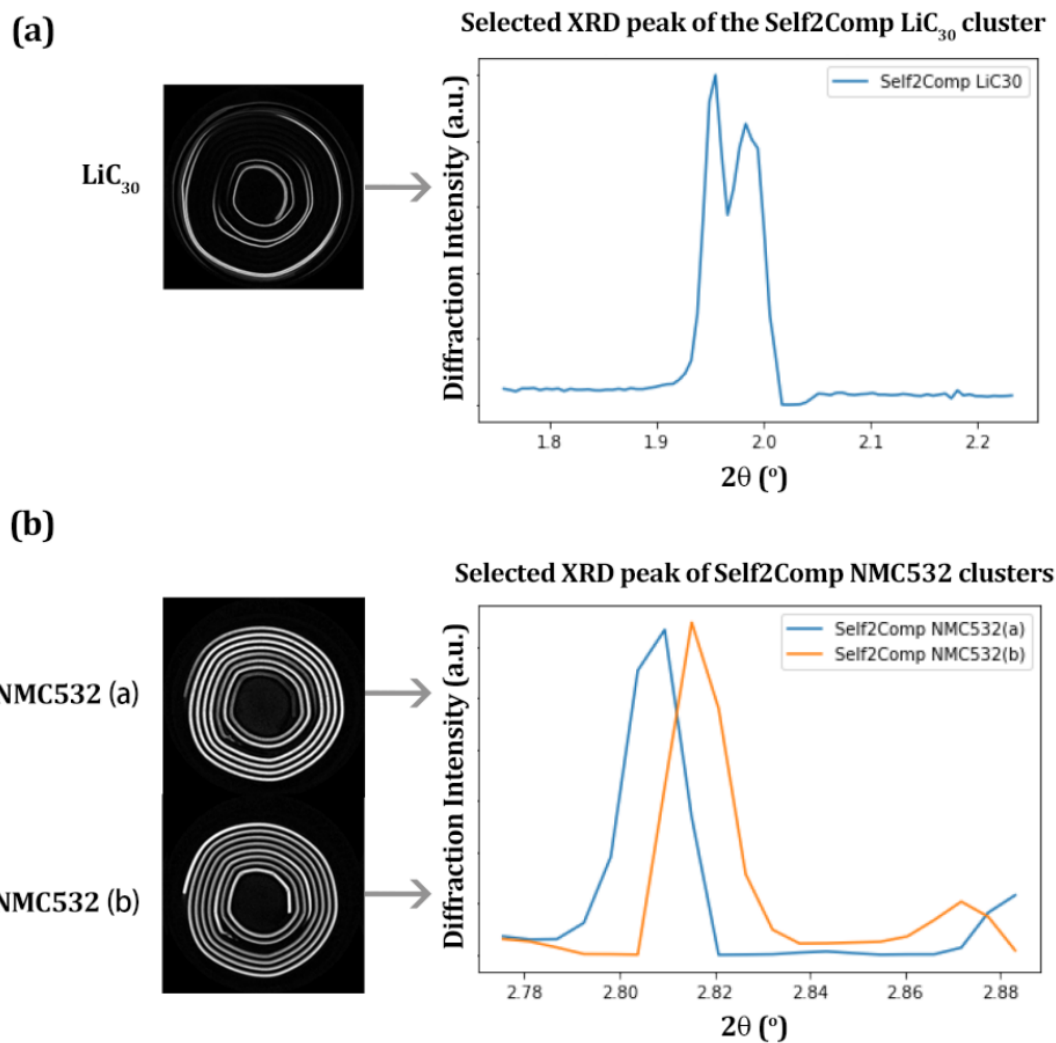 (a)
Selected XRD peak of the Self2Comp LiC30 cluster
LiC30
Diffraction Intensity (a.u.)
Self2Comp LiC30
1.8 1.9 2.0 2.1 2.2
2θ (°)
(b)
Selected XRD peak of Self2Comp NMC532 clusters
NMC532 (a)
NMC532 (b)
Diffraction Intensity (a.u.)
Self2Comp NMC532(a)
Self2Comp NMC532(b)
2.78 2.80 2.82 2.84 2.86 2.88
2θ (°)